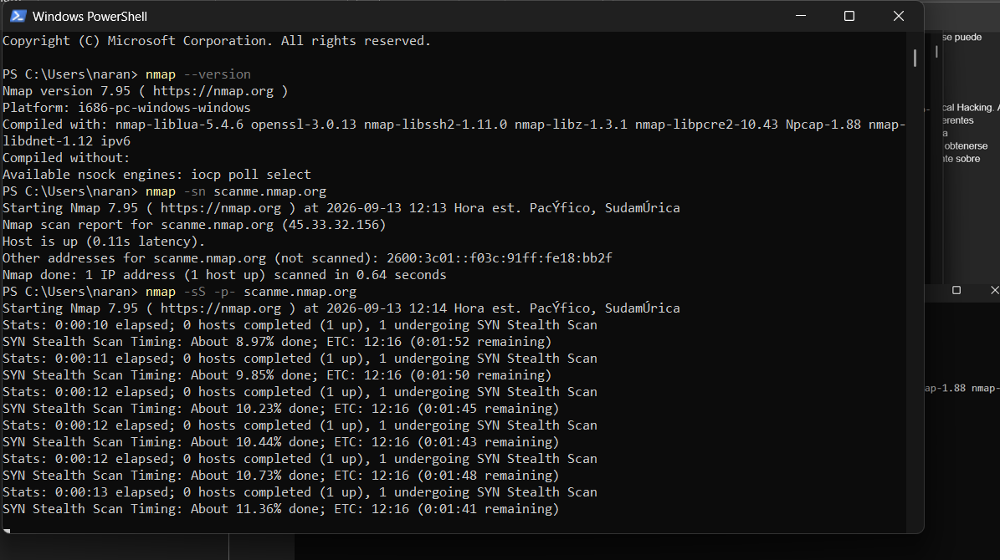 Windows PowerShell
Copyright (C) Microsoft Corporation. All rights reserved.
PS C:\Users\naran> nmap --version
Nmap version 7.95 ( https://nmap.org )
Platform: i686-pc-windows-windows
Compiled with: nmap-liblua-5.4.6 openssl-3.0.13 nmap-libssh2-1.11.0 nmap-libz-1.3.1 nmap-libpcre2-10.43 Npcap-1.88 nmap-
libdnet-1.12 ipv6
Compiled without:
Available nsock engines: iocp poll select
PS C:\Users\naran> nmap -sn scanme.nmap.org
Starting Nmap 7.95 ( https://nmap.org ) at 2026-09-13 12:13 Hora est. PacÝfico, SudamÚrica
Nmap scan report for scanme.nmap.org (45.33.32.156)
Host is up (0.11s latency).
Other addresses for scanme.nmap.org (not scanned): 2600:3c01::f03c:91ff:fe18:bb2f
Nmap done: 1 IP address (1 host up) scanned in 0.64 seconds
PS C:\Users\naran> nmap -sS -p- scanme.nmap.org
Starting Nmap 7.95 ( https://nmap.org ) at 2026-09-13 12:14 Hora est. PacÝfico, SudamÚrica
Stats: 0:00:10 elapsed; 0 hosts completed (1 up), 1 undergoing SYN Stealth Scan
SYN Stealth Scan Timing: About 8.97% done; ETC: 12:16 (0:01:52 remaining)
Stats: 0:00:11 elapsed; 0 hosts completed (1 up), 1 undergoing SYN Stealth Scan
SYN Stealth Scan Timing: About 9.85% done; ETC: 12:16 (0:01:50 remaining)
Stats: 0:00:12 elapsed; 0 hosts completed (1 up), 1 undergoing SYN Stealth Scan
SYN Stealth Scan Timing: About 10.23% done; ETC: 12:16 (0:01:45 remaining)
Stats: 0:00:12 elapsed; 0 hosts completed (1 up), 1 undergoing SYN Stealth Scan
SYN Stealth Scan Timing: About 10.44% done; ETC: 12:16 (0:01:43 remaining)
Stats: 0:00:12 elapsed; 0 hosts completed (1 up), 1 undergoing SYN Stealth Scan
SYN Stealth Scan Timing: About 10.73% done; ETC: 12:16 (0:01:48 remaining)
Stats: 0:00:13 elapsed; 0 hosts completed (1 up), 1 undergoing SYN Stealth Scan
SYN Stealth Scan Timing: About 11.36% done; ETC: 12:16 (0:01:41 remaining)
se puede
cal Hacking. A
erentes
a
obtenerse
te sobre
ap-1.88 nmap-